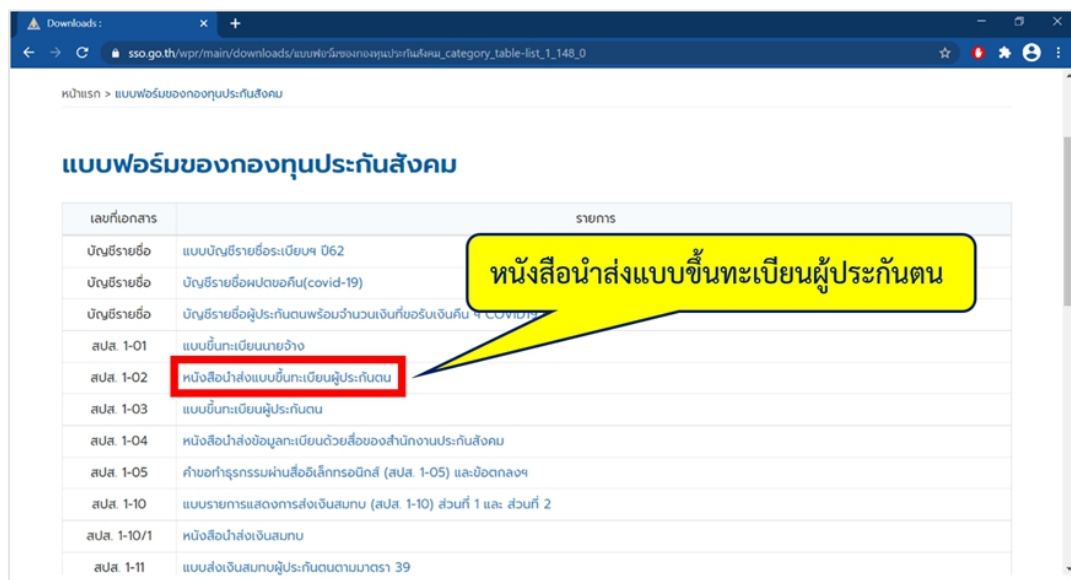 Downloads :
sso.go.th/wpr/main/downloads/แบบฟอร์มของกองทุนประกันสังคม_category_table-list_1_148_0
หน้าแรก > แบบฟอร์มของกองทุนประกันสังคม
แบบฟอร์มของกองทุนประกันสังคม
เลขที่เอกสาร รายการ
บัญชีรายชื่อ แบบบัญชีรายชื่อระเบียบฯ ปี62
หนังสือนำส่งแบบขึ้นทะเบียนผู้ประกันตน
บัญชีรายชื่อ บัญชีรายชื่อผปตขอคืน(covid-19)
บัญชีรายชื่อ บัญชีรายชื่อผู้ประกันตนพร้อมจำนวนเงินที่ขอรับเงินคืน ฯ COVID19
สปส. 1-01 แบบขึ้นทะเบียนนายจ้าง
สปส. 1-02 หนังสือนำส่งแบบขึ้นทะเบียนผู้ประกันตน
สปส. 1-03 แบบขึ้นทะเบียนผู้ประกันตน
สปส. 1-04 หนังสือนำส่งข้อมูลทะเบียนด้วยสื่อของสำนักงานประกันสังคม
สปส. 1-05 คำขอทำธุรกรรมผ่านสื่ออิเล็กทรอนิกส์ (สปส. 1-05) และข้อตกลงฯ
สปส. 1-10 แบบรายการแสดงการส่งเงินสมทบ (สปส. 1-10) ส่วนที่ 1 และ ส่วนที่ 2
สปส. 1-10/1 หนังสือนำส่งเงินสมทบ
สปส. 1-11 แบบส่งเงินสมทบผู้ประกันตนตามมาตรา 39